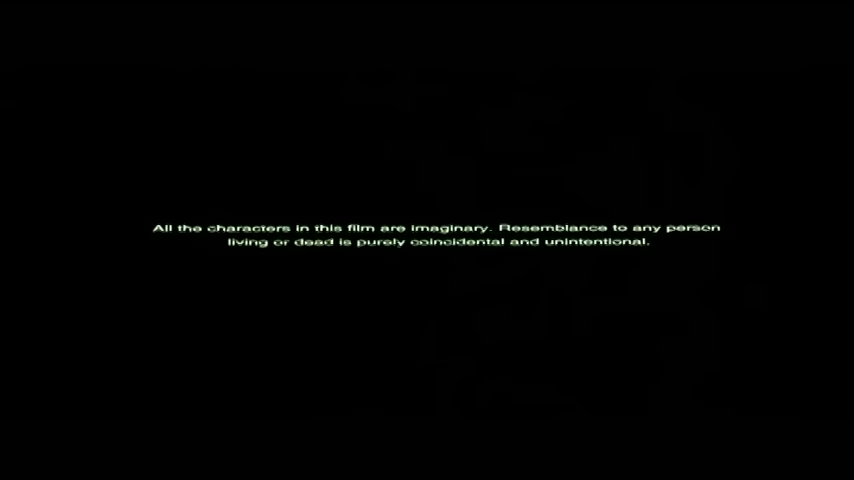 All the characters in this film are imaginary. Resemblance to any person
living or dead is purely coincidental and unintentional.